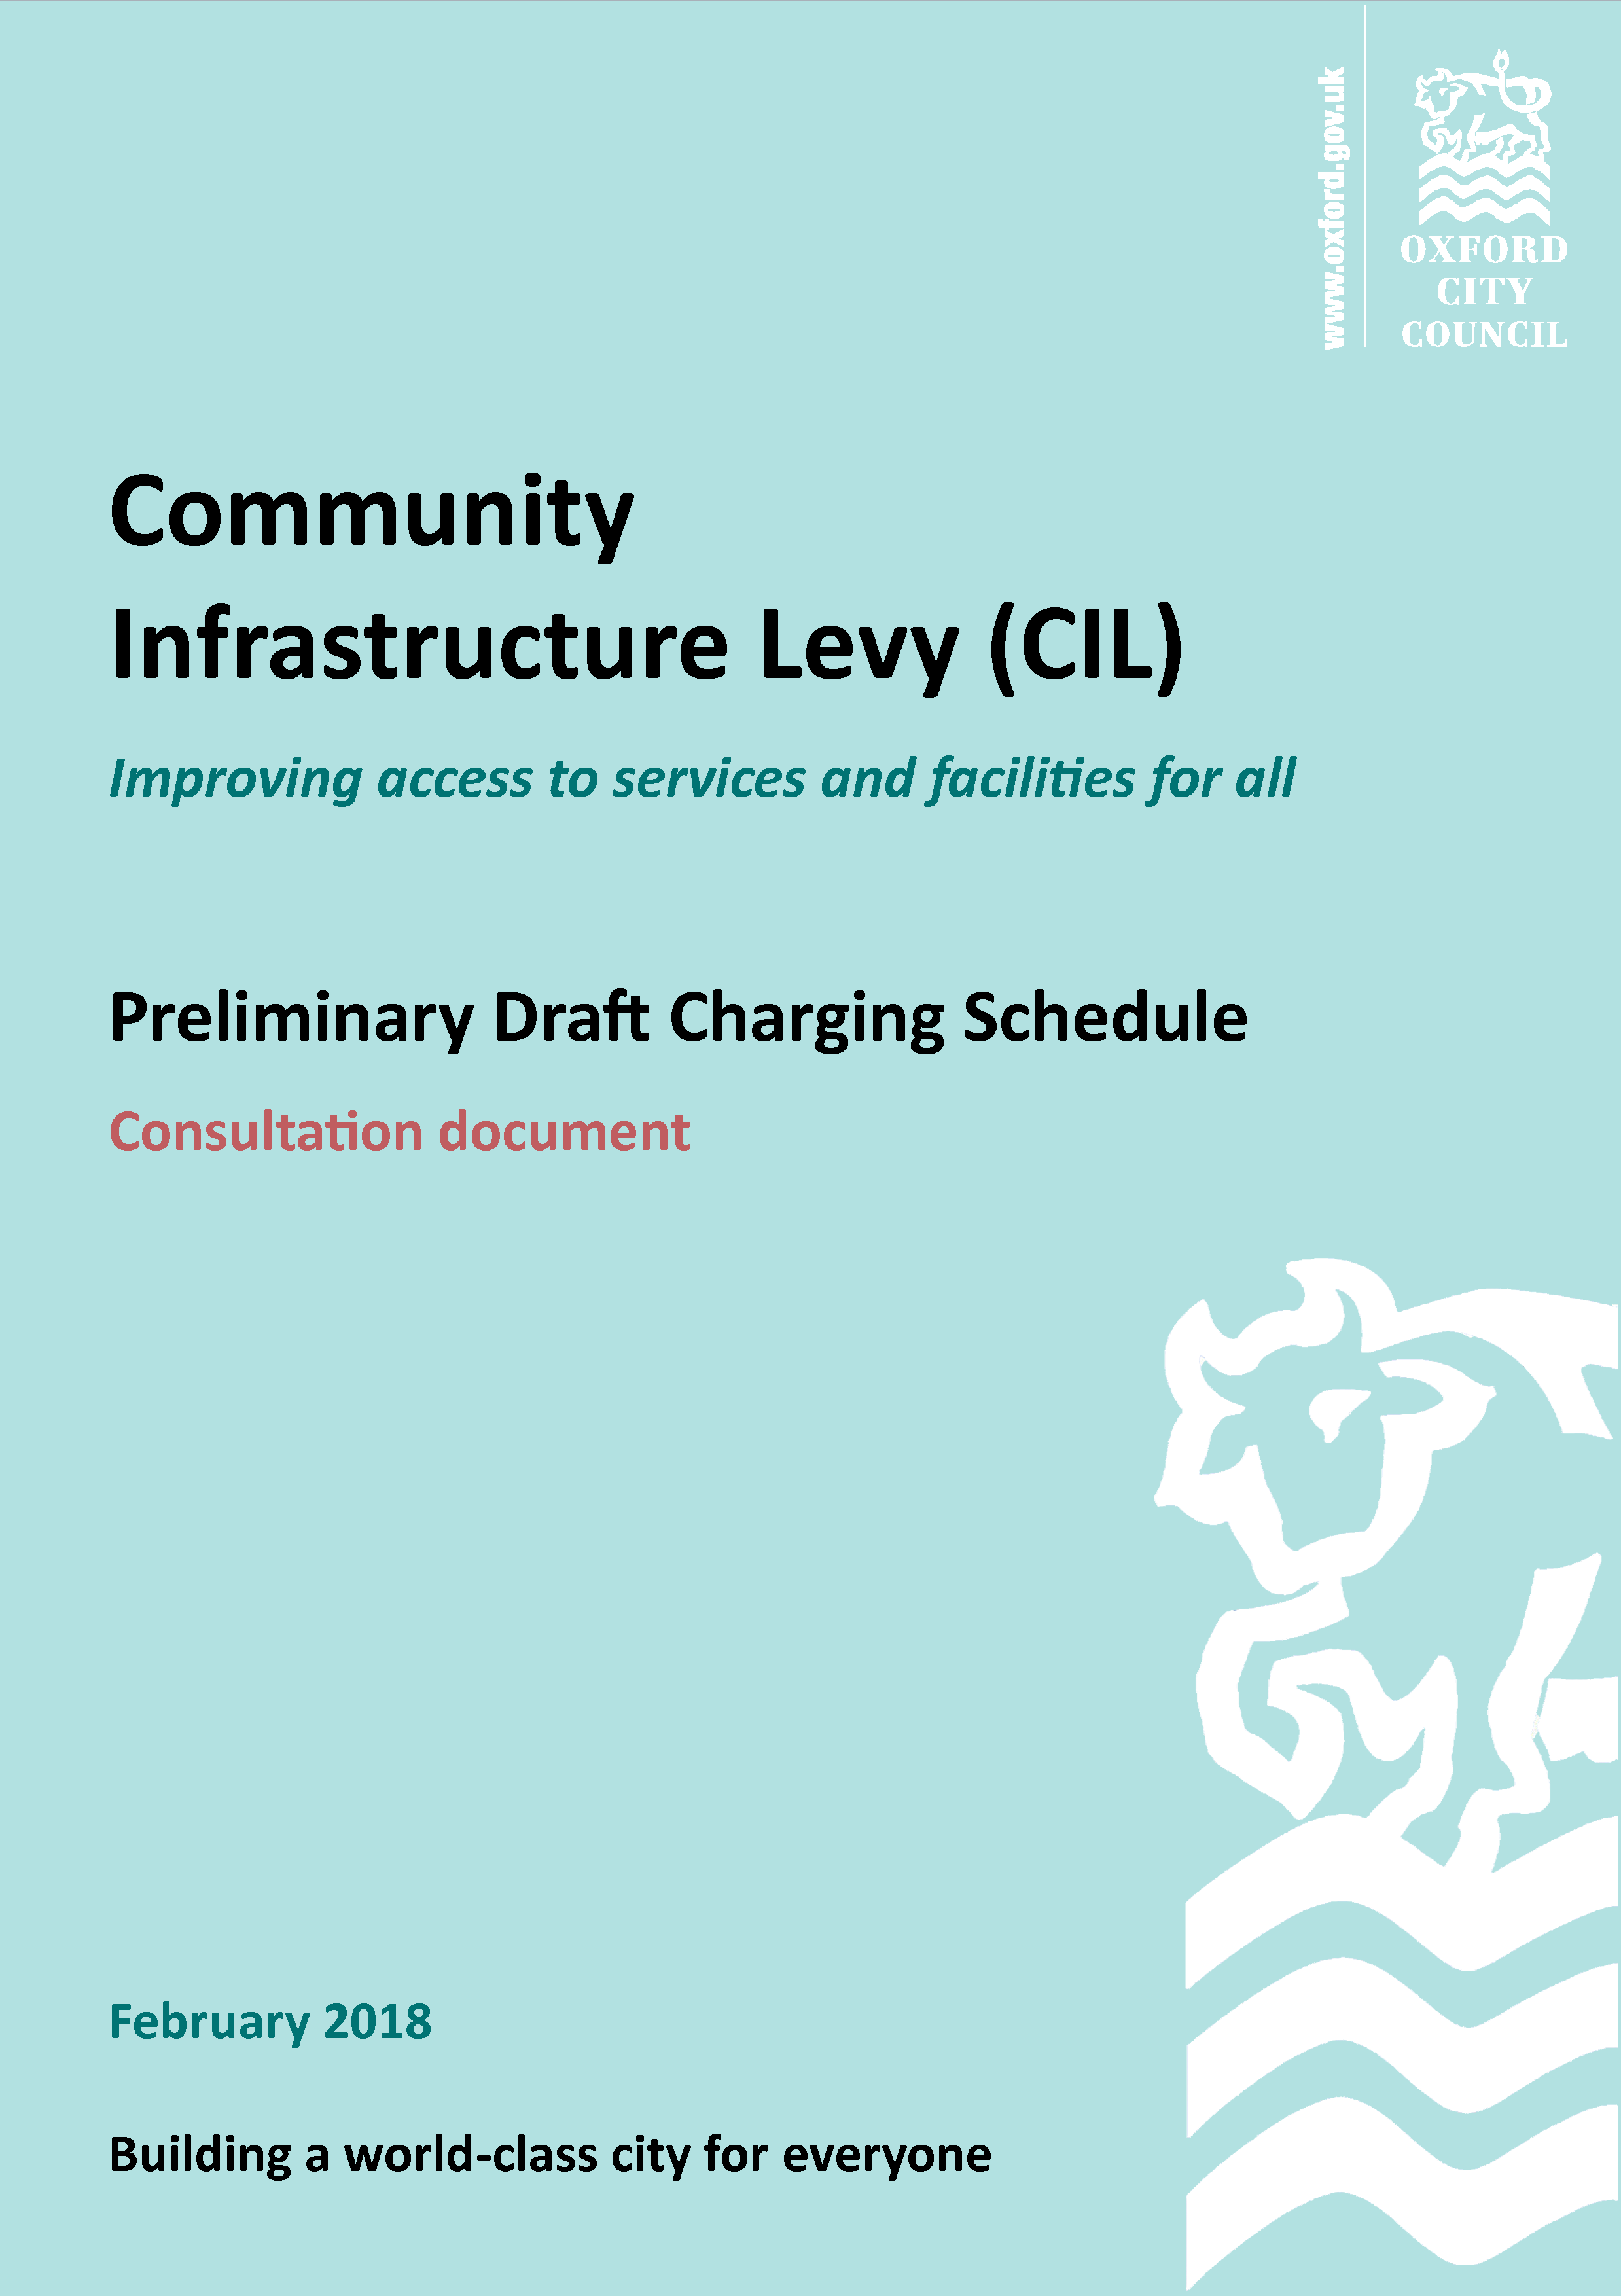 www.oxford.gov.uk
OXFORD
CITY
COUNCIL
Community
Infrastructure Levy (CIL)
Improving access to services and facilities for all
Preliminary Draft Charging Schedule
Consultation document
February 2018
Building a world-class city for everyone